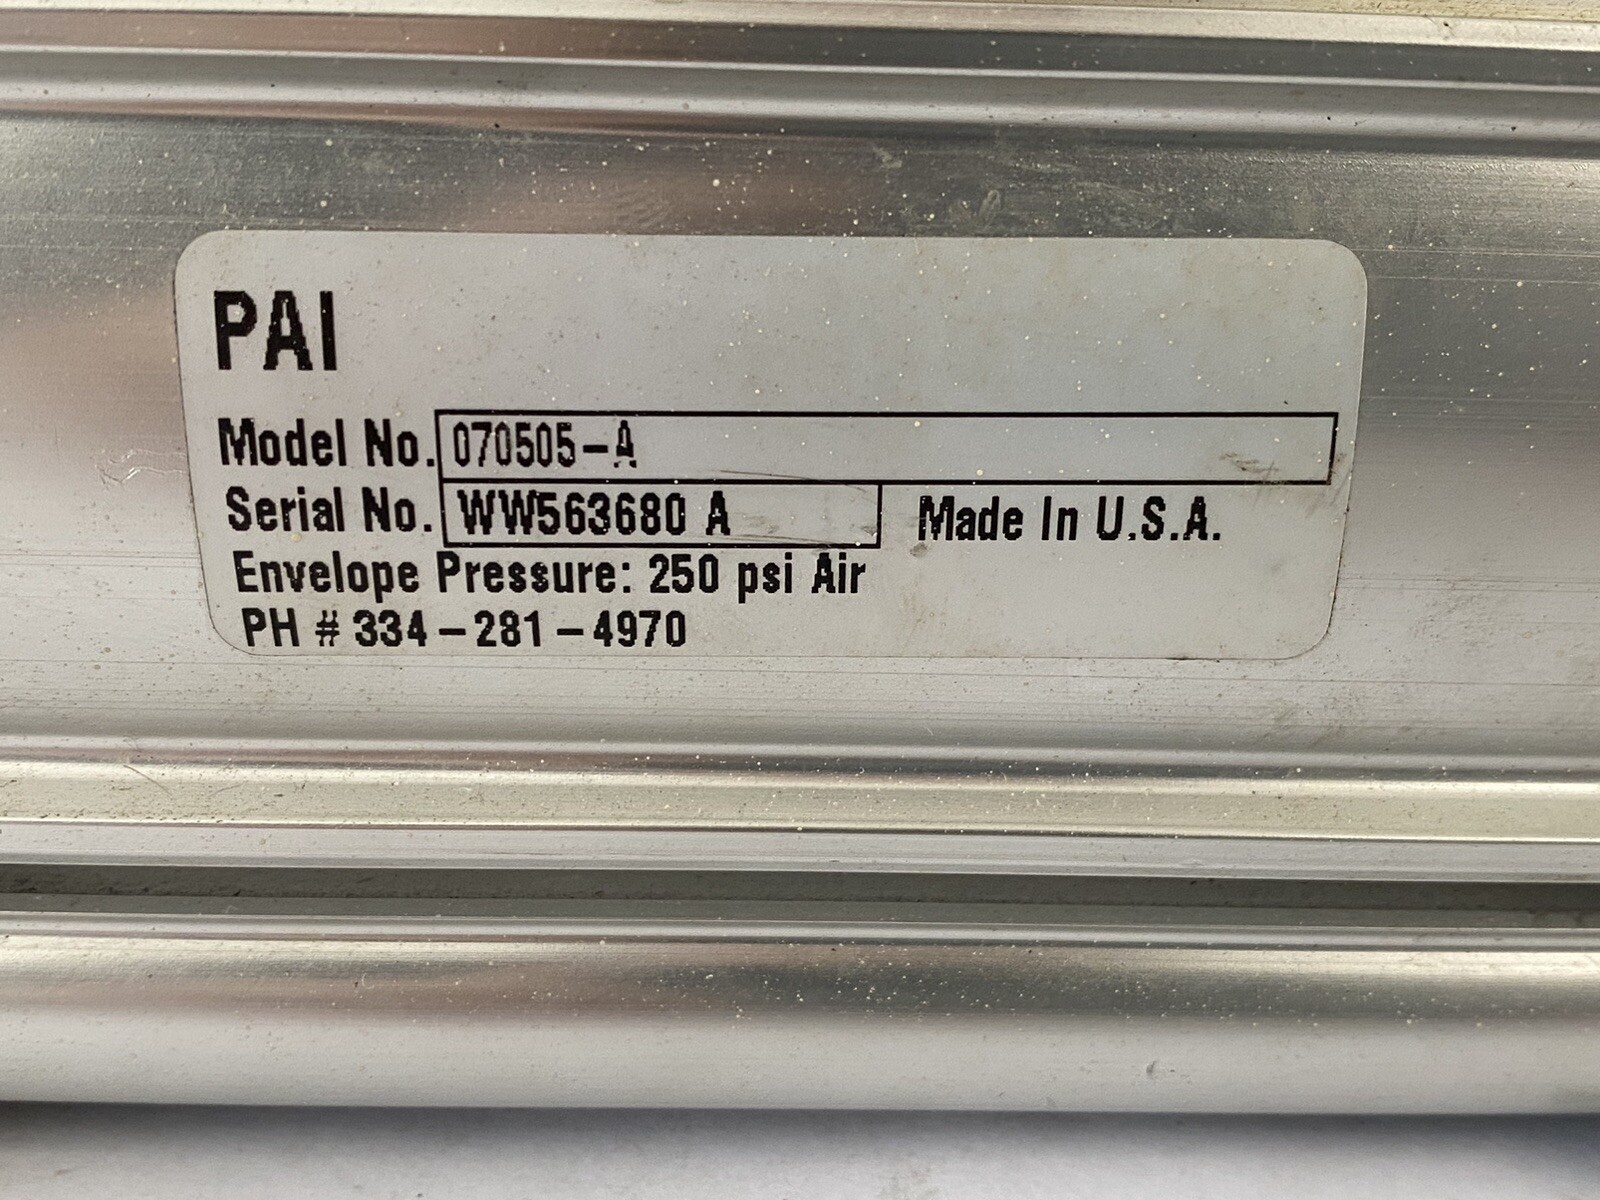 PAI
Model No. 070505-A
Serial No. WW563680 A Made In U.S.A.
Envelope Pressure: 250 psi Air
PH # 334-281-4970